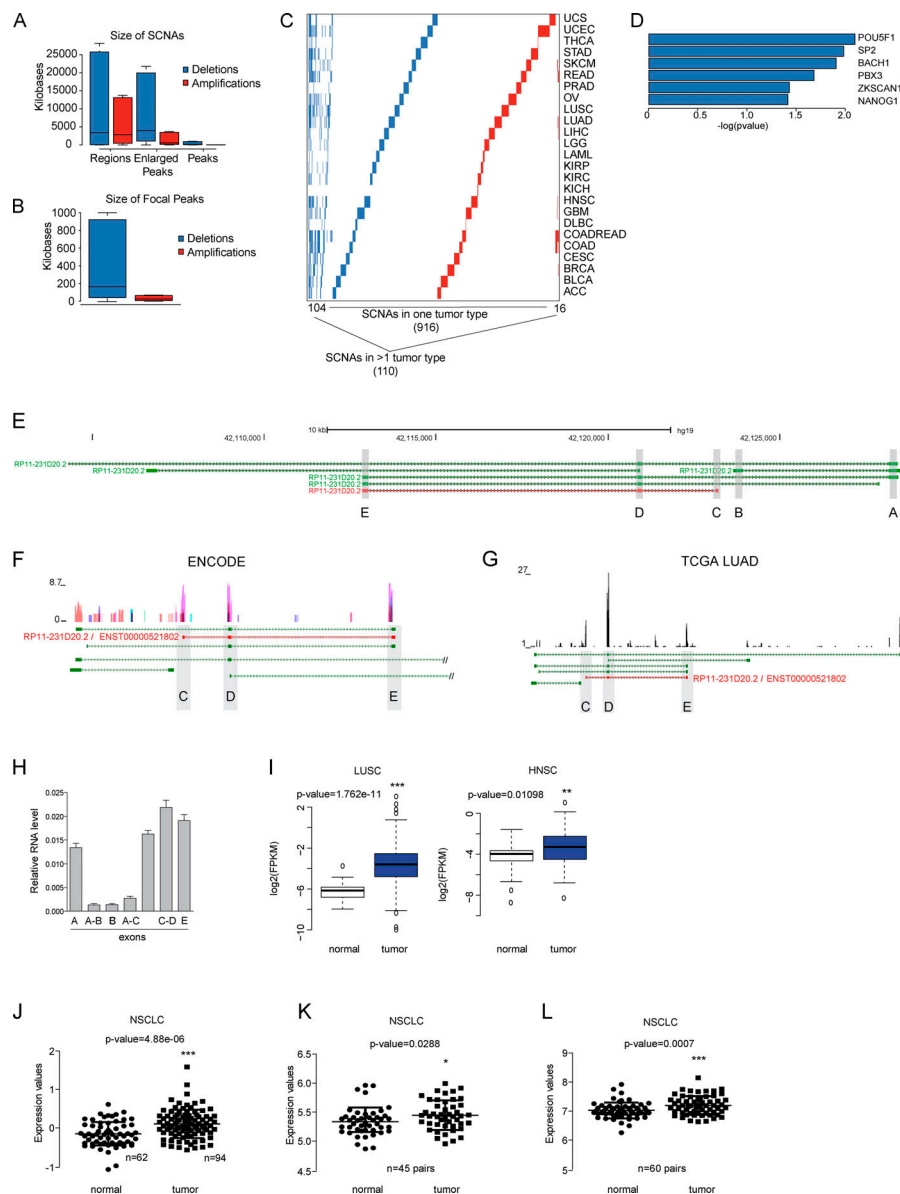 A
Size of SCNAs
Kilobases
25000
20000
15000
10000
5000
0
Deletions
Amplifications
Regions
Enlarged
Peaks
Peaks
B
Size of Focal Peaks
Kilobases
1000
800
600
400
200
0
Deletions
Amplifications
C
UCS
UCEC
THCA
STAD
SKCM
READ
PRAD
OV
LUSC
LUAD
LIHC
LGG
LAML
KIRP
KIRC
KICH
HNSC
GBM
DLBC
COADREAD
COAD
CESC
BRCA
BLCA
ACC
104
16
SCNAs in one tumor type
(916)
SCNAs in >1 tumor type
(110)
D
POU5F1
SP2
BACH1
PBX3
ZKSCAN1
NANOG1
0 0.5 1.0 1.5 2.0
-log(pvalue)
E
10 kb hg19
42,110,000 42,115,000 42,120,000 42,125,000
RP11-231D20.2
RP11-231D20.2 RP11-231D20.2
RP11-231D20.2
RP11-231D20.2
RP11-231D20.2
E D C B A
F
ENCODE
8.7_
0_
RP11-231D20.2 / ENST00000521802
//
//
C D E
G
TCGA LUAD
27_
1_
RP11-231D20.2 / ENST00000521802
C D E
H
Relative RNA level
0.025
0.020
0.015
0.010
0.005
0.000
A A-B B A-C C-D E
exons
I
LUSC
p-value=1.762e-11
***
log2(FPKM)
2
-2
-6
-10
normal tumor
HNSC
p-value=0.01098
**
log2(FPKM)
2
0
-4
-8
normal tumor
J
NSCLC
p-value=4.88e-06
***
Expression values
2
1
0
-1
n=62 n=94
normal tumor
K
NSCLC
p-value=0.0288
*
Expression values
6.5
6.0
5.5
5.0
4.5
n=45 pairs
normal tumor
L
NSCLC
p-value=0.0007
***
Expression values
9
8
7
6
5
n=60 pairs
normal tumor